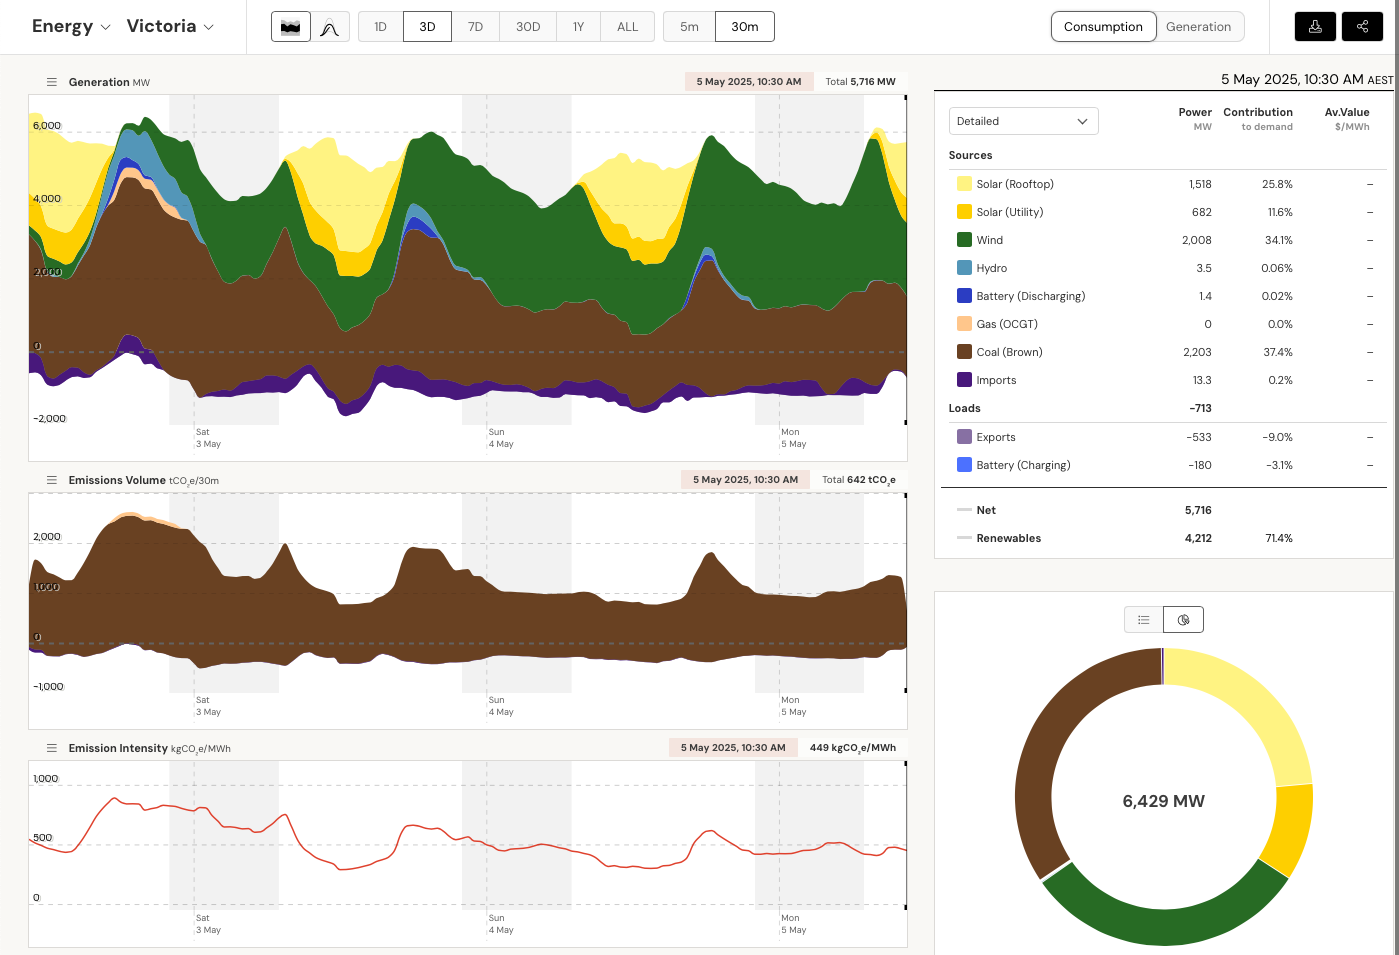 Energy Victoria 1D 3D 7D 30D 1Y ALL 5m 30m Consumption Generation
5 May 2025, 10:30 AM AEST
Generation MW 5 May 2025, 10:30 AM Total 5,716 MW
6,000
4,000
2,000
0
-2,000
Sat Sun Mon
3 May 4 May 5 May
Emissions Volume tCO2e/30m 5 May 2025, 10:30 AM Total 642 tCO2e
2,000
1,000
0
-1,000
Sat Sun Mon
3 May 4 May 5 May
Emission Intensity kgCO2e/MWh 5 May 2025, 10:30 AM 449 kgCO2e/MWh
1,000
500
0
Sat Sun Mon
3 May 4 May 5 May
Detailed Power Contribution Av.Value
MW to demand $/MWh
Sources
Solar (Rooftop) 1,518 25.8% –
Solar (Utility) 682 11.6% –
Wind 2,008 34.1% –
Hydro 3.5 0.06% –
Battery (Discharging) 1.4 0.02% –
Gas (OCGT) 0 0.0% –
Coal (Brown) 2,203 37.4% –
Imports 13.3 0.2% –
Loads -713
Exports -533 -9.0% –
Battery (Charging) -180 -3.1% –
Net 5,716
Renewables 4,212 71.4%
6,429 MW